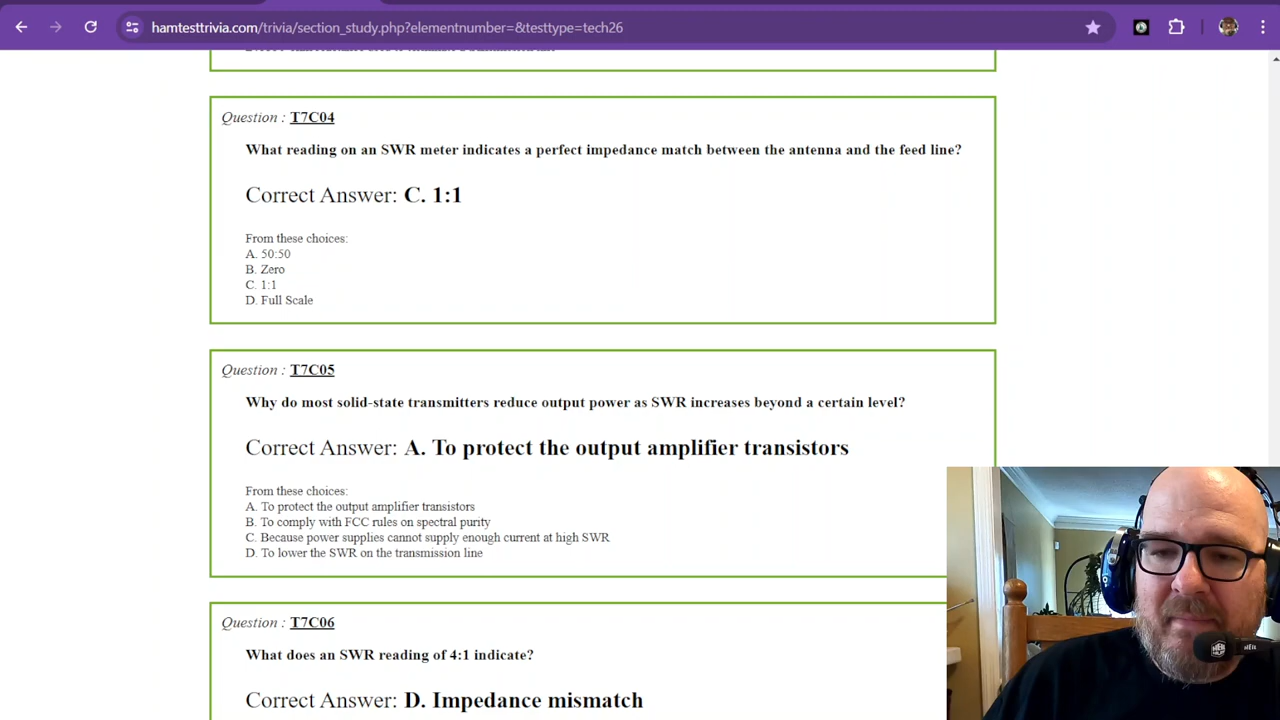 hamtesttrivia.com/trivia/section_study.php?elementnumber=&testtype=tech26
Question : T7C04
What reading on an SWR meter indicates a perfect impedance match between the antenna and the feed line?
Correct Answer: C. 1:1
From these choices:
A. 50:50
B. Zero
C. 1:1
D. Full Scale
Question : T7C05
Why do most solid-state transmitters reduce output power as SWR increases beyond a certain level?
Correct Answer: A. To protect the output amplifier transistors
From these choices:
A. To protect the output amplifier transistors
B. To comply with FCC rules on spectral purity
C. Because power supplies cannot supply enough current at high SWR
D. To lower the SWR on the transmission line
Question : T7C06
What does an SWR reading of 4:1 indicate?
Correct Answer: D. Impedance mismatch
HEIL